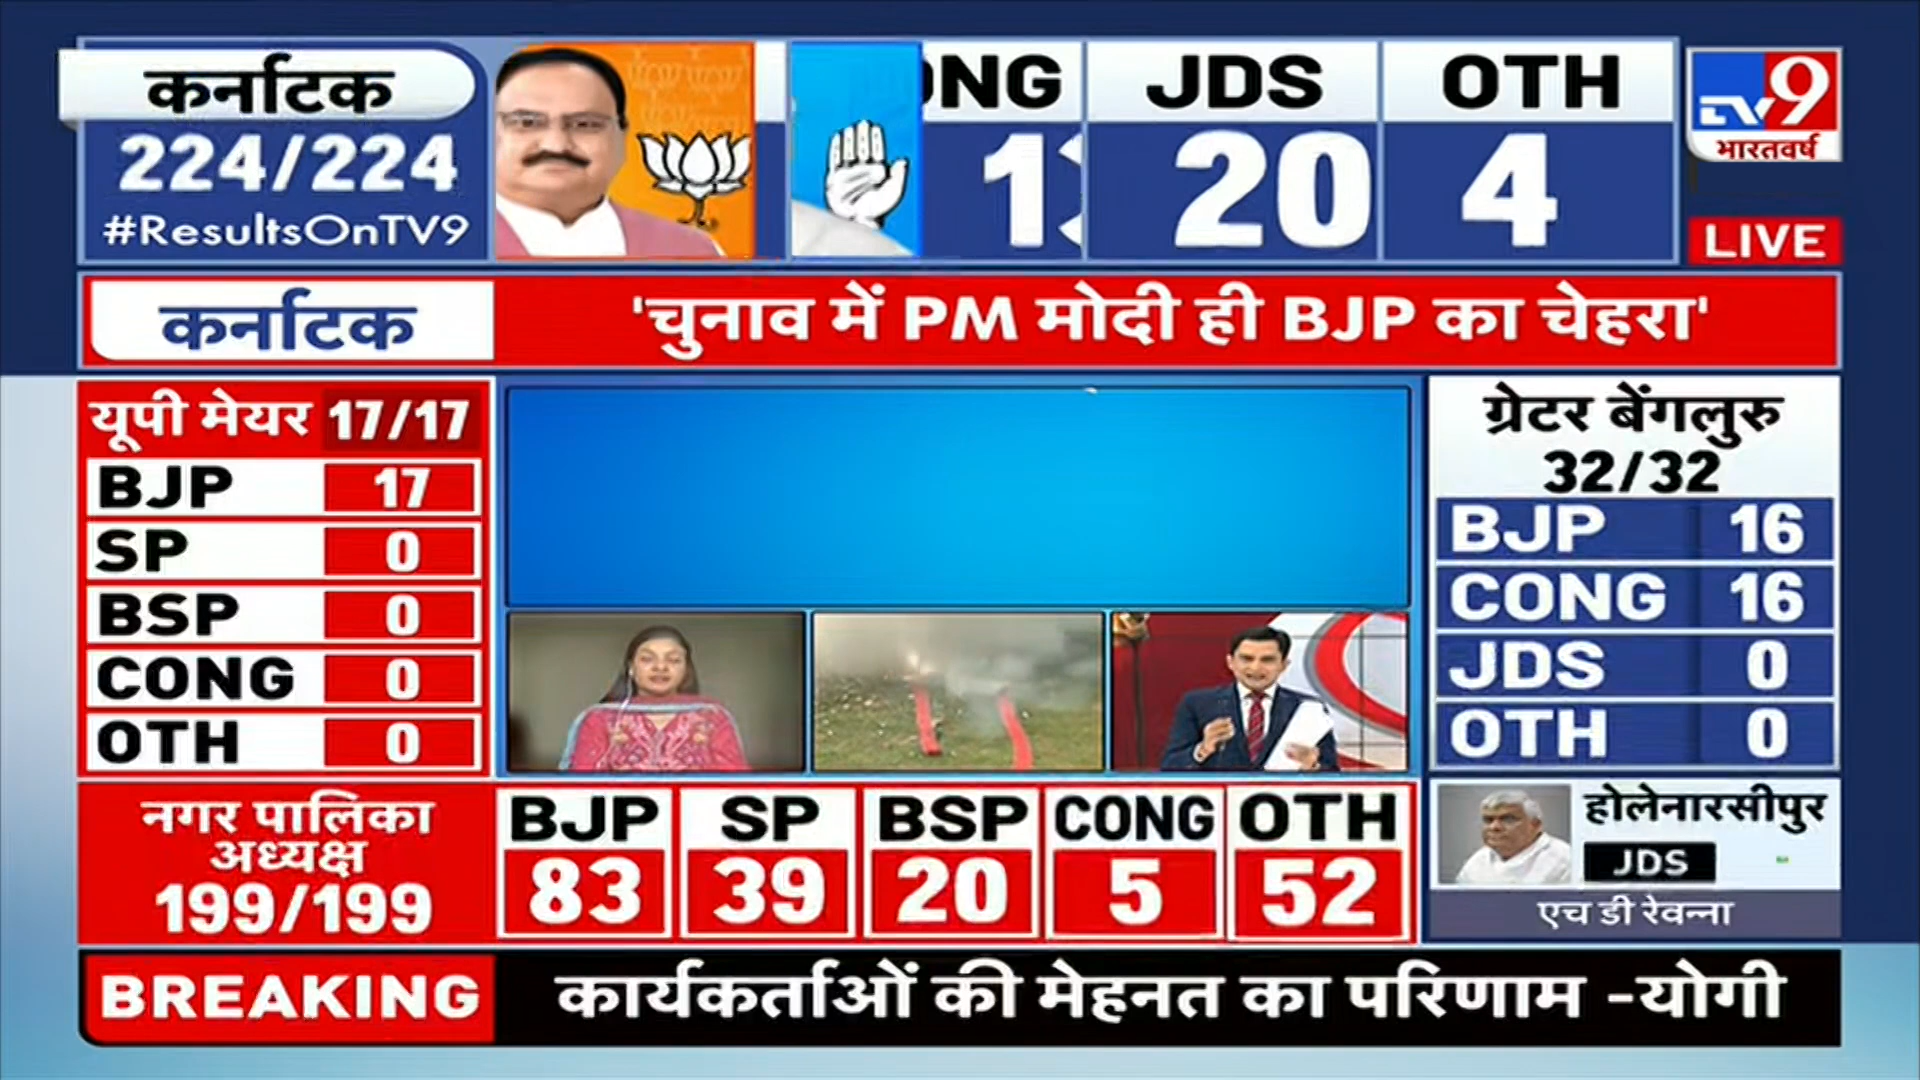 कर्नाटक
224/224
#ResultsOnTV9
JDS
20
OTH
4
TV9
भारतवर्ष
LIVE
कर्नाटक
'चुनाव में PM मोदी ही BJP का चेहरा'
यूपी मेयर 17/17
BJP 17
SP 0
BSP 0
CONG 0
OTH 0
ग्रेटर बेंगलुरु
32/32
BJP 16
CONG 16
JDS 0
OTH 0
नगर पालिका
अध्यक्ष
199/199
BJP SP BSP CONG OTH
83 39 20 5 52
होलेनारसीपुर
JDS
एच डी रेवन्ना
BREAKING
कार्यकर्ताओं की मेहनत का परिणाम -योगी